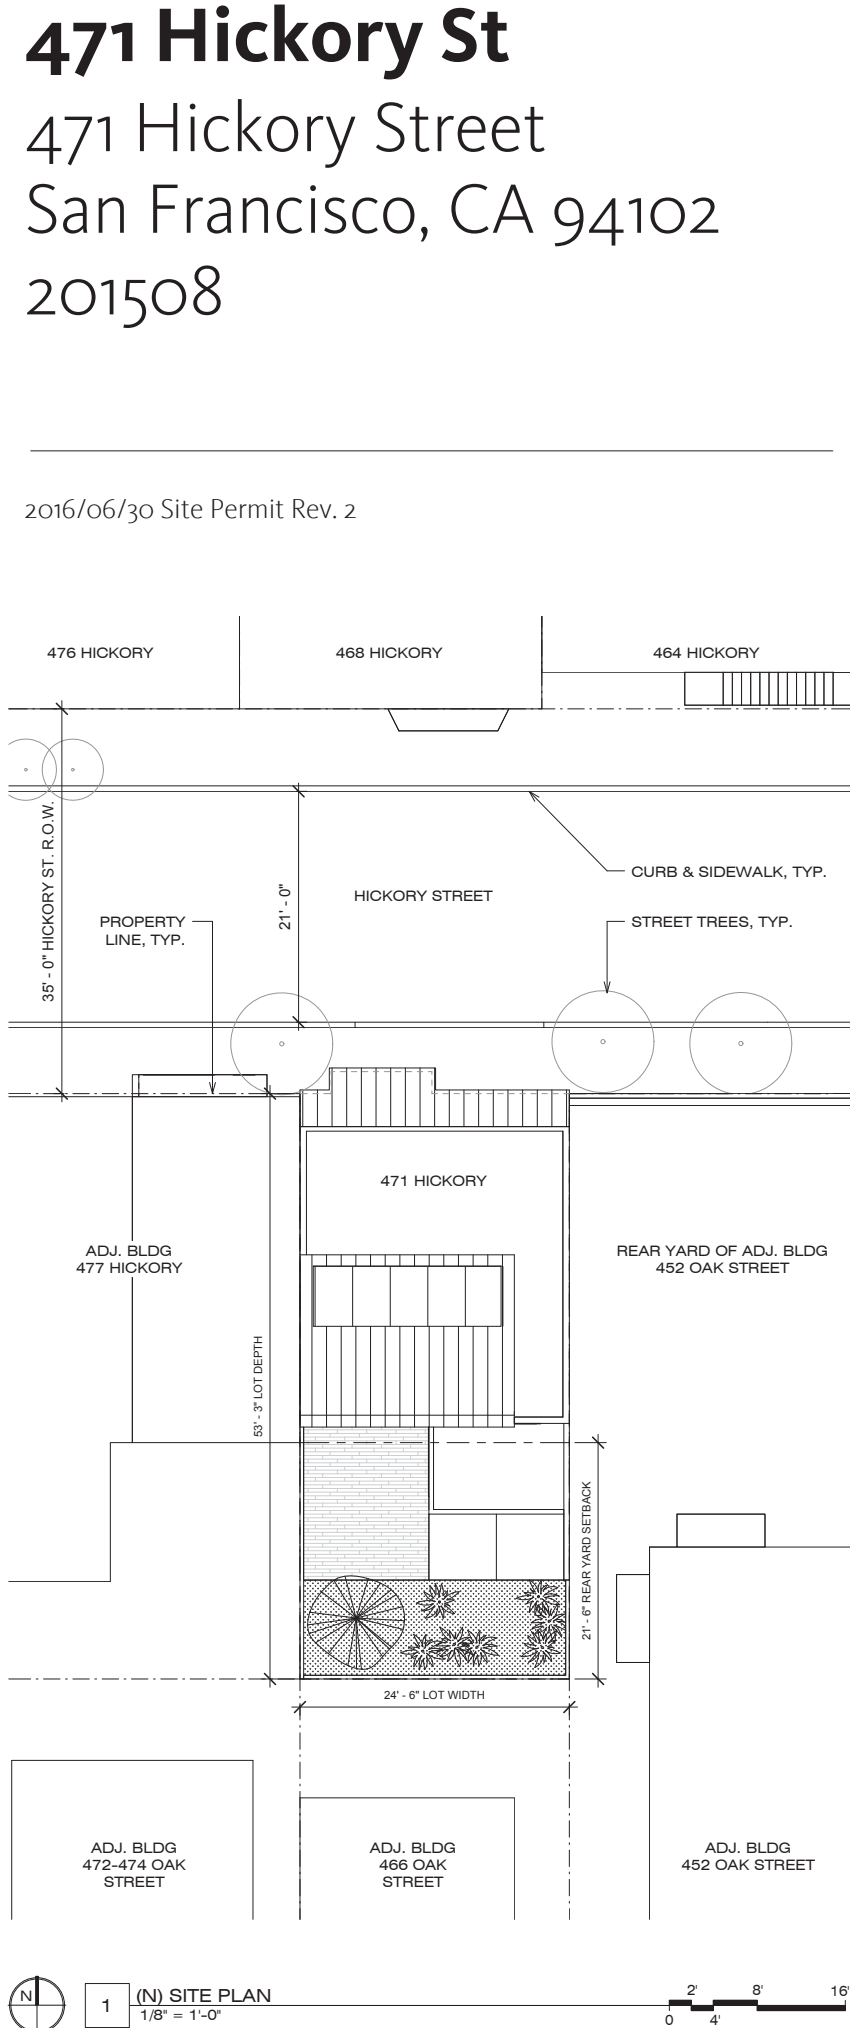 471 Hickory St
471 Hickory Street
San Francisco, CA 94102
201508
2016/06/30 Site Permit Rev. 2
476 HICKORY
468 HICKORY
464 HICKORY
35' - 0" HICKORY ST. R.O.W.
21' - 0"
HICKORY STREET
CURB & SIDEWALK, TYP.
PROPERTY
LINE, TYP.
STREET TREES, TYP.
471 HICKORY
ADJ. BLDG
477 HICKORY
REAR YARD OF ADJ. BLDG
452 OAK STREET
53' - 3" LOT DEPTH
21' - 6" REAR YARD SETBACK
24' - 6" LOT WIDTH
ADJ. BLDG
472-474 OAK
STREET
ADJ. BLDG
466 OAK
STREET
ADJ. BLDG
452 OAK STREET
N
1
(N) SITE PLAN
1/8" = 1'-0"
2'
8'
16'
0
4'